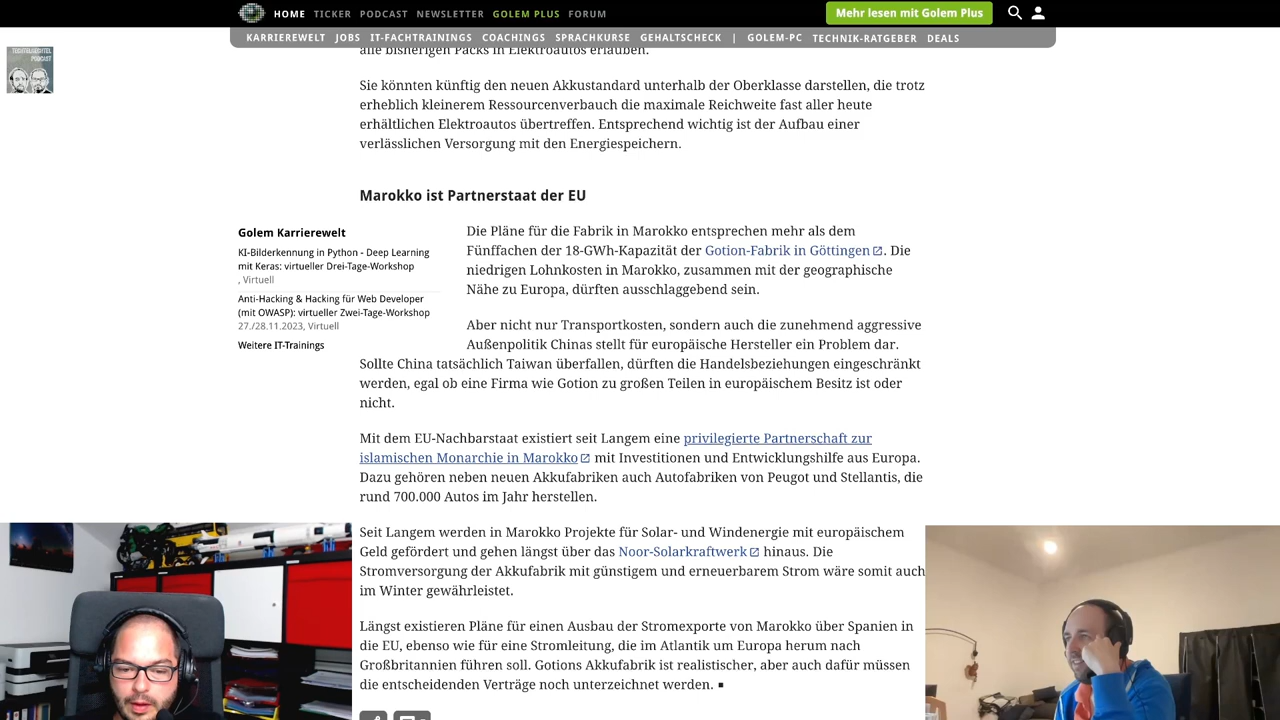 HOME TICKER PODCAST NEWSLETTER GOLEM PLUS FORUM
Mehr lesen mit Golem Plus
KARRIEREWELT JOBS IT-FACHTRAININGS COACHINGS SPRACHKURSE GEHALTSCHECK | GOLEM-PC TECHNIK-RATGEBER DEALS
TECHTELMECHTEL
PODCAST
alle bisherigen Packs in Elektroautos erlauben.
Sie könnten künftig den neuen Akkustandard unterhalb der Oberklasse darstellen, die trotz
erheblich kleinerem Ressourcenverbauch die maximale Reichweite fast aller heute
erhältlichen Elektroautos übertreffen. Entsprechend wichtig ist der Aufbau einer
verlässlichen Versorgung mit den Energiespeichern.
Marokko ist Partnerstaat der EU
Golem Karrierewelt
KI-Bilderkennung in Python - Deep Learning
mit Keras: virtueller Drei-Tage-Workshop
, Virtuell
Anti-Hacking & Hacking für Web Developer
(mit OWASP): virtueller Zwei-Tage-Workshop
27./28.11.2023, Virtuell
Weitere IT-Trainings
Die Pläne für die Fabrik in Marokko entsprechen mehr als dem
Fünffachen der 18-GWh-Kapazität der Gotion-Fabrik in Göttingen. Die
niedrigen Lohnkosten in Marokko, zusammen mit der geographische
Nähe zu Europa, dürften ausschlaggebend sein.
Aber nicht nur Transportkosten, sondern auch die zunehmend aggressive
Außenpolitik Chinas stellt für europäische Hersteller ein Problem dar.
Sollte China tatsächlich Taiwan überfallen, dürften die Handelsbeziehungen eingeschränkt
werden, egal ob eine Firma wie Gotion zu großen Teilen in europäischem Besitz ist oder
nicht.
Mit dem EU-Nachbarstaat existiert seit Langem eine privilegierte Partnerschaft zur
islamischen Monarchie in Marokko mit Investitionen und Entwicklungshilfe aus Europa.
Dazu gehören neben neuen Akkufabriken auch Autofabriken von Peugot und Stellantis, die
rund 700.000 Autos im Jahr herstellen.
Seit Langem werden in Marokko Projekte für Solar- und Windenergie mit europäischem
Geld gefördert und gehen längst über das Noor-Solarkraftwerk hinaus. Die
Stromversorgung der Akkufabrik mit günstigem und erneuerbarem Strom wäre somit auch
im Winter gewährleistet.
Längst existieren Pläne für einen Ausbau der Stromexporte von Marokko über Spanien in
die EU, ebenso wie für eine Stromleitung, die im Atlantik um Europa herum nach
Großbritannien führen soll. Gotions Akkufabrik ist realistischer, aber auch dafür müssen
die entscheidenden Verträge noch unterzeichnet werden.